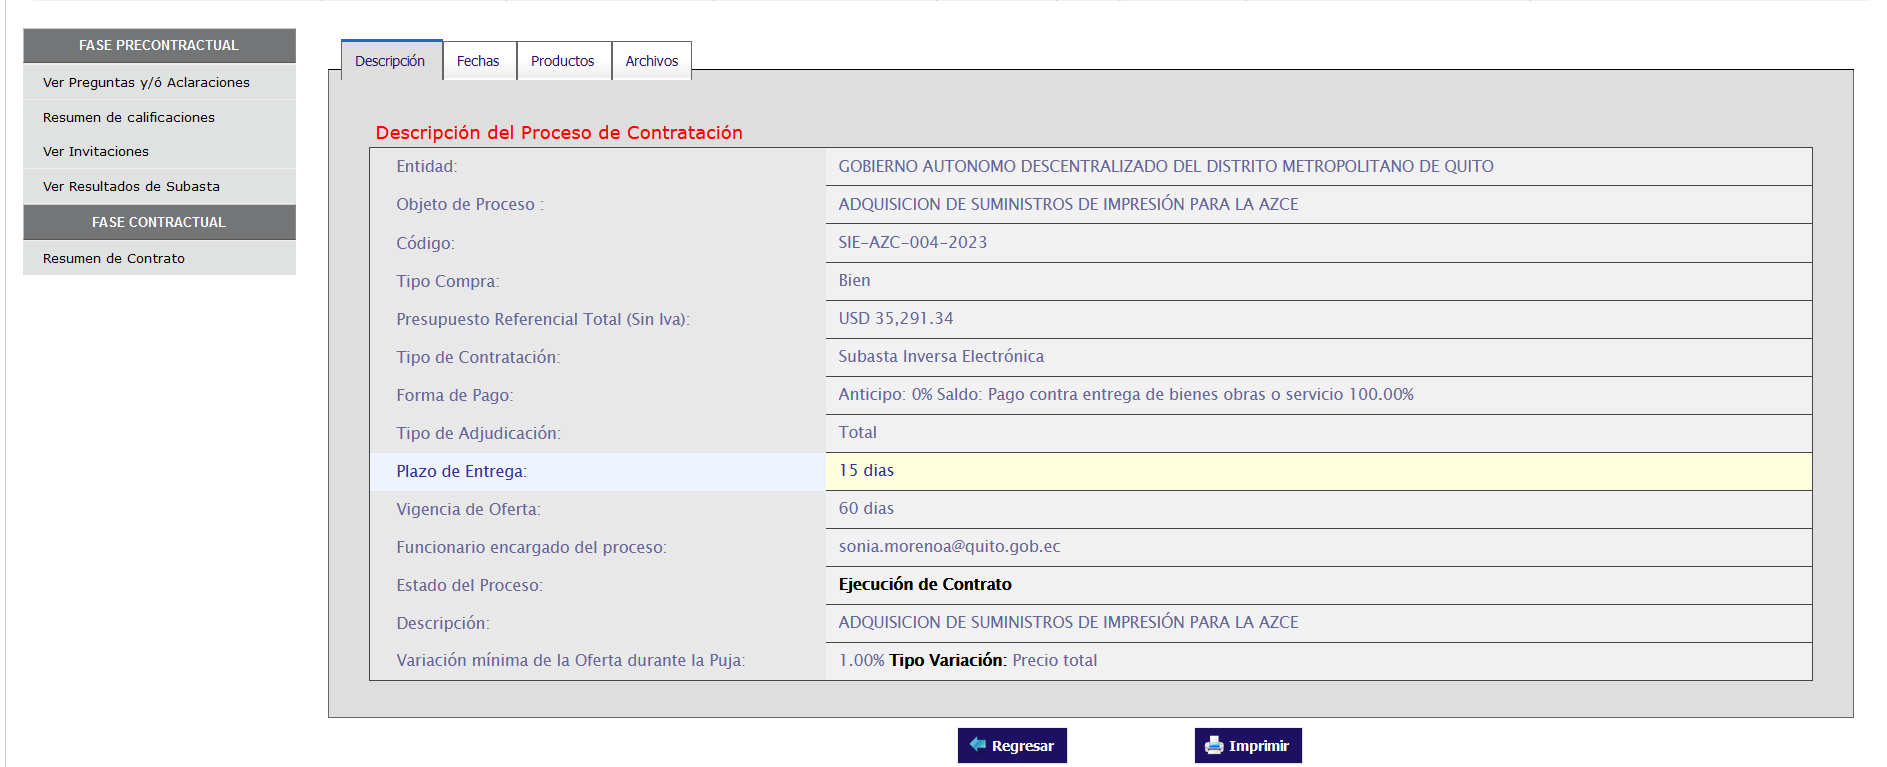 FASE PRECONTRACTUAL
Ver Preguntas y/ó Aclaraciones
Resumen de calificaciones
Ver Invitaciones
Ver Resultados de Subasta
FASE CONTRACTUAL
Resumen de Contrato
Descripción Fechas Productos Archivos
Descripción del Proceso de Contratación
Entidad: GOBIERNO AUTONOMO DESCENTRALIZADO DEL DISTRITO METROPOLITANO DE QUITO
Objeto de Proceso : ADQUISICION DE SUMINISTROS DE IMPRESIÓN PARA LA AZCE
Código: SIE-AZC-004-2023
Tipo Compra: Bien
Presupuesto Referencial Total (Sin Iva): USD 35,291.34
Tipo de Contratación: Subasta Inversa Electrónica
Forma de Pago: Anticipo: 0% Saldo: Pago contra entrega de bienes obras o servicio 100.00%
Tipo de Adjudicación: Total
Plazo de Entrega: 15 dias
Vigencia de Oferta: 60 dias
Funcionario encargado del proceso: sonia.morenoa@quito.gob.ec
Estado del Proceso: Ejecución de Contrato
Descripción: ADQUISICION DE SUMINISTROS DE IMPRESIÓN PARA LA AZCE
Variación mínima de la Oferta durante la Puja: 1.00% Tipo Variación: Precio total
Regresar Imprimir